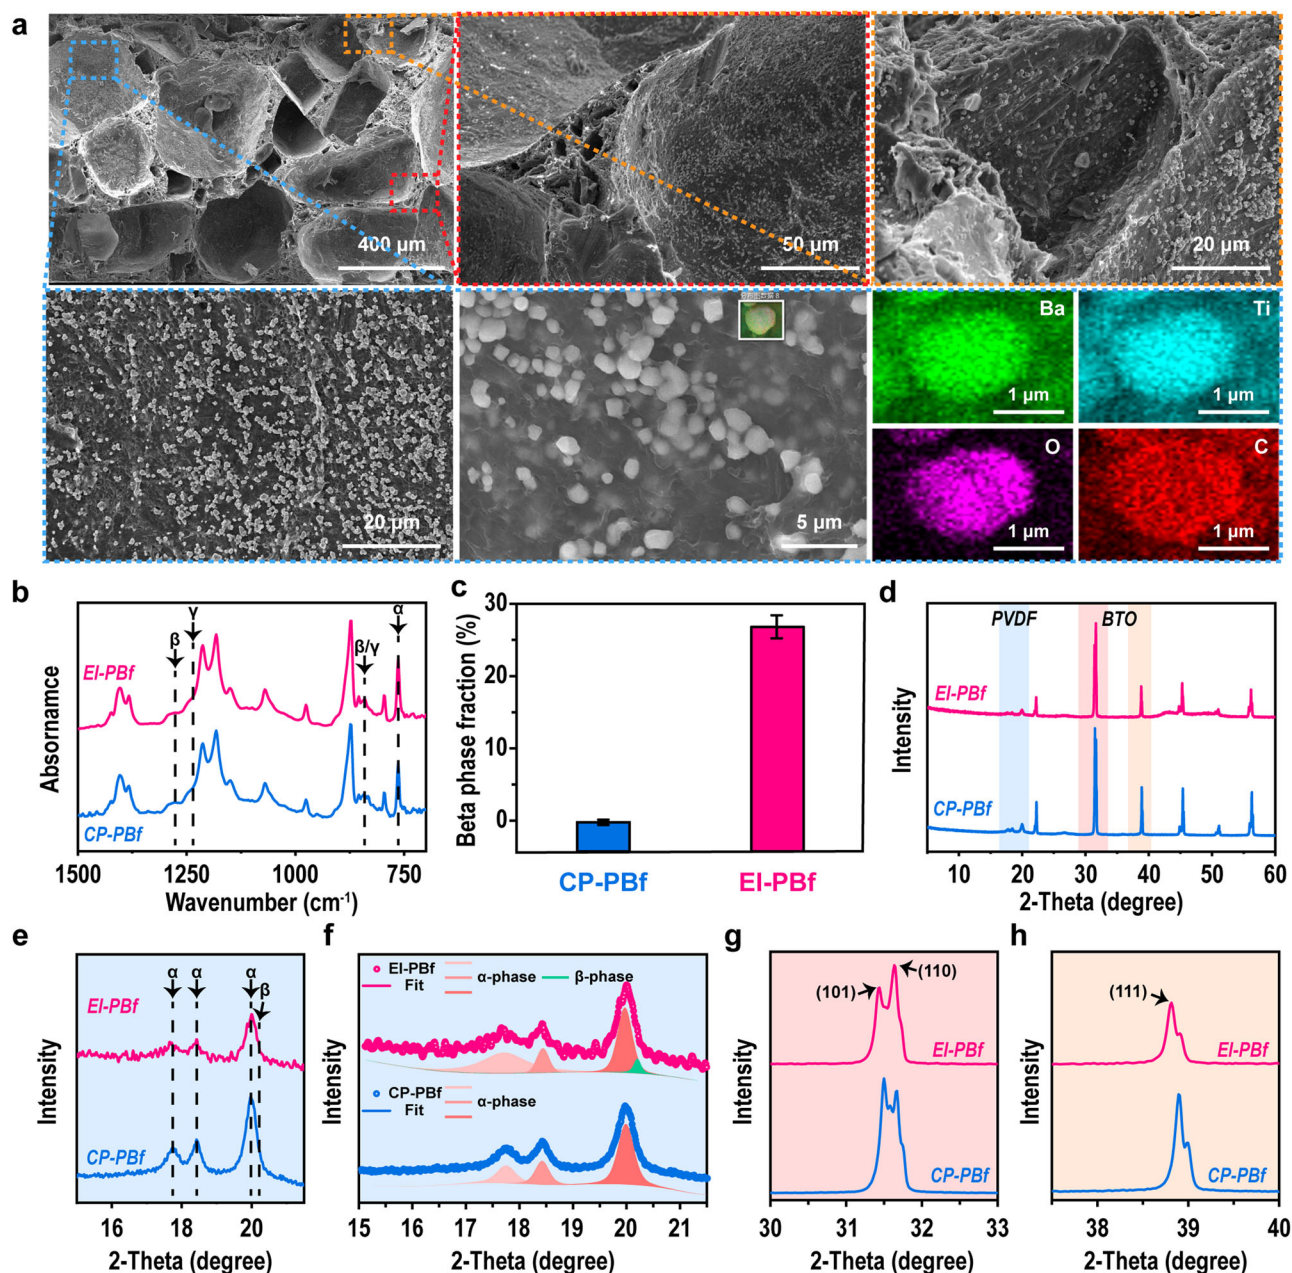 a
400 µm
50 µm
20 µm
20 µm
5 µm
Ba
1 µm
Ti
1 µm
O
1 µm
C
1 µm
b
EI-PBf
CP-PBf
β
γ
β/γ
α
Absornamce
1500
1250
1000
750
Wavenumber (cm-1)
c
Beta phase fraction (%)
30
20
10
0
CP-PBf
EI-PBf
d
PVDF
BTO
EI-PBf
CP-PBf
Intensity
10
20
30
40
50
60
2-Theta (degree)
e
α
α
α
β
EI-PBf
CP-PBf
Intensity
16
18
20
2-Theta (degree)
f
EI-PBf
Fit
α-phase
β-phase
CP-PBf
Fit
α-phase
Intensity
15
16
17
18
19
20
21
2-Theta (degree)
g
(101)
(110)
EI-PBf
CP-PBf
Intensity
30
31
32
33
2-Theta (degree)
h
(111)
EI-PBf
CP-PBf
Intensity
38
39
40
2-Theta (degree)